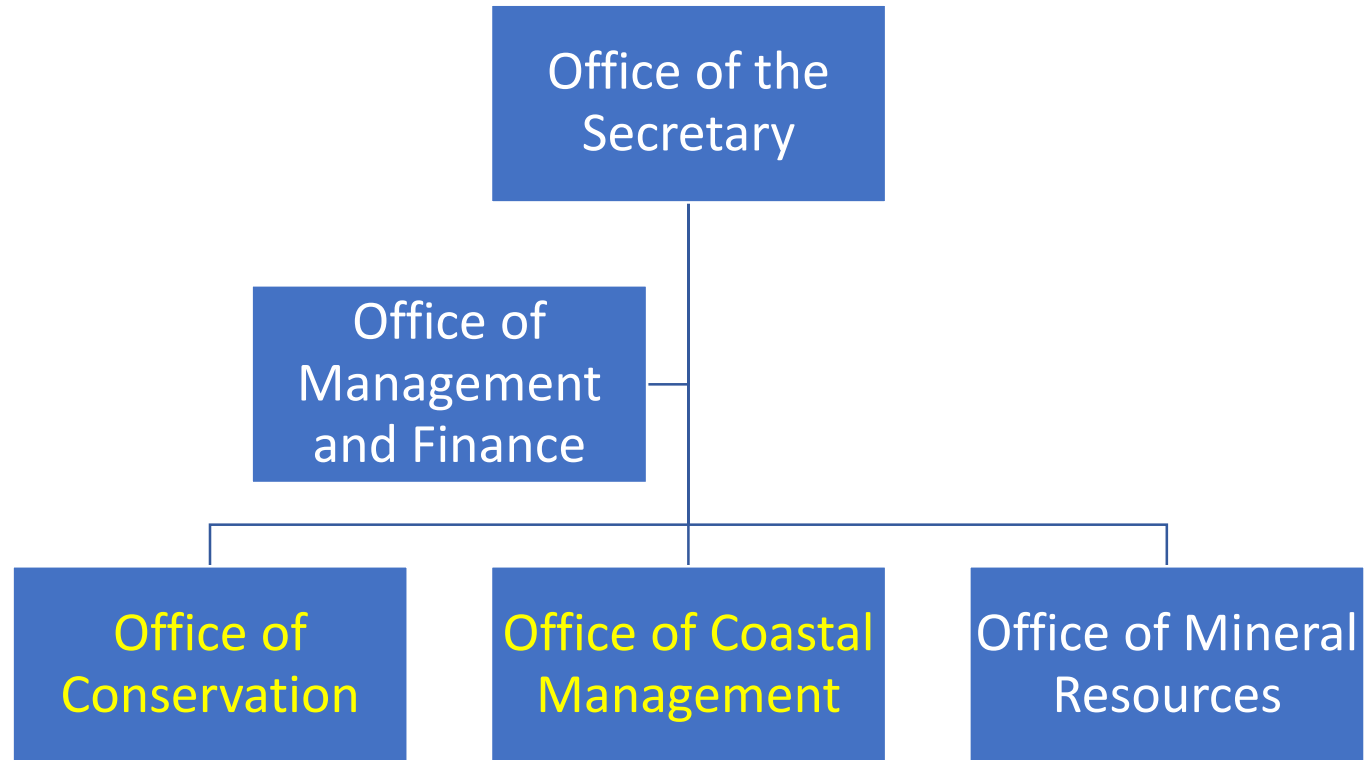 Office of the
Secretary
Office of
Management
and Finance
Office of
Conservation
Office of Coastal
Management
Office of Mineral
Resources